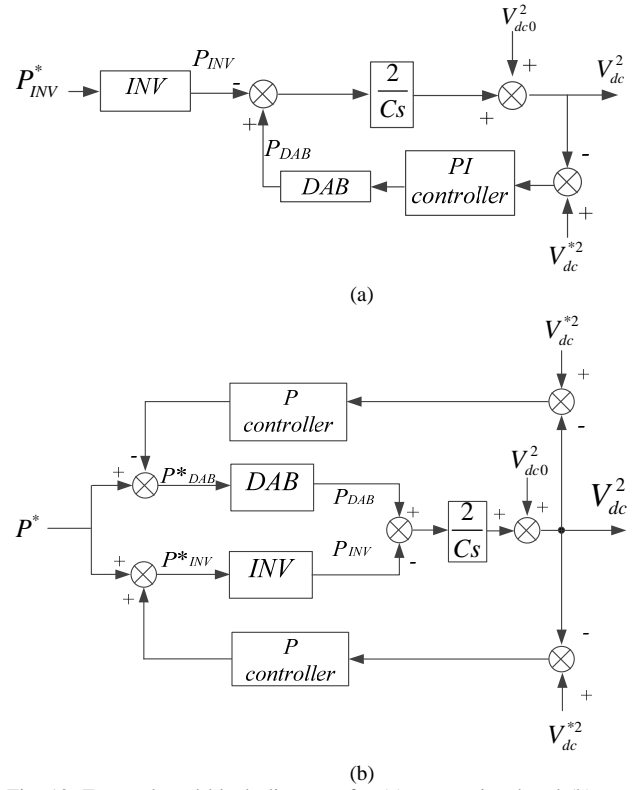 V²dc0
V²dc
P*INV
INV
PINV
-
+
2
Cs
+
+
PDAB
DAB
PI
controller
-
+
V*²dc
(a)
V*²dc
+
-
P
controller
-
+
P*DAB
DAB
PDAB
+
V²dc0
+
+
V²dc
P*
2
Cs
+
P*INV
INV
PINV
-
+
P
controller
-
+
V*²dc
(b)